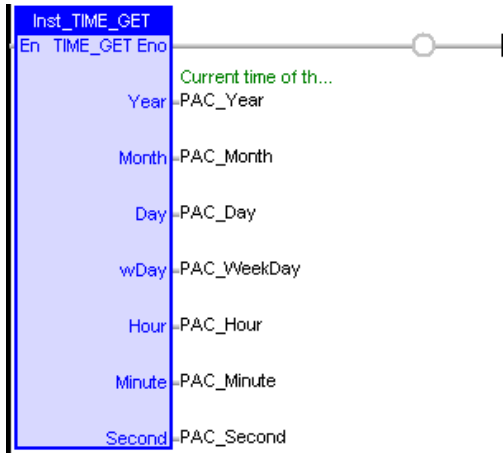 Inst_TIME_GET
En TIME_GET Eno
Current time of th...
Year PAC_Year
Month PAC_Month
Day PAC_Day
wDay PAC_WeekDay
Hour PAC_Hour
Minute PAC_Minute
Second PAC_Second